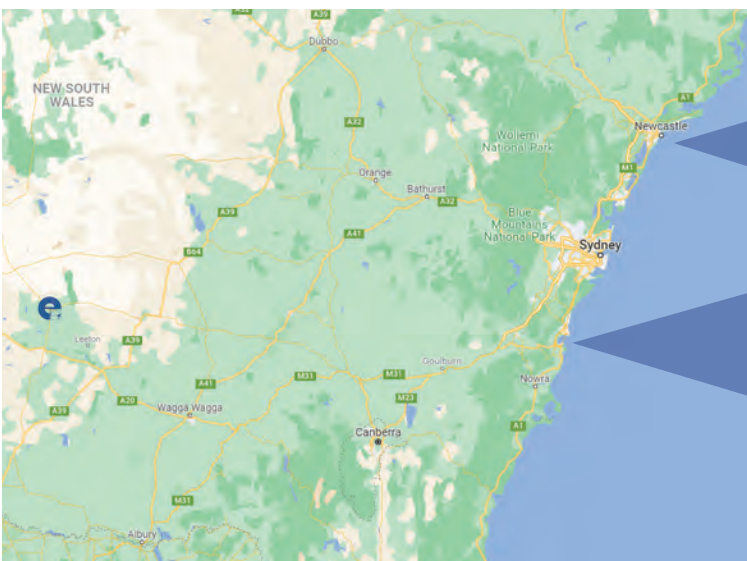 A32
A39
A39
Dubbo
NEW SOUTH
WALES
A1
A32
Newcastle
Wollemi
National Park
M1
Orange
Bathurst
A32
A39
Blue
Mountains
National Park
A41
Sydney
B64
e
Leeton
A39
Goulburn
M31
M31
Nowra
A41
M23
A20
A39
Wagga Wagga
A1
Canberra
M31
Albury